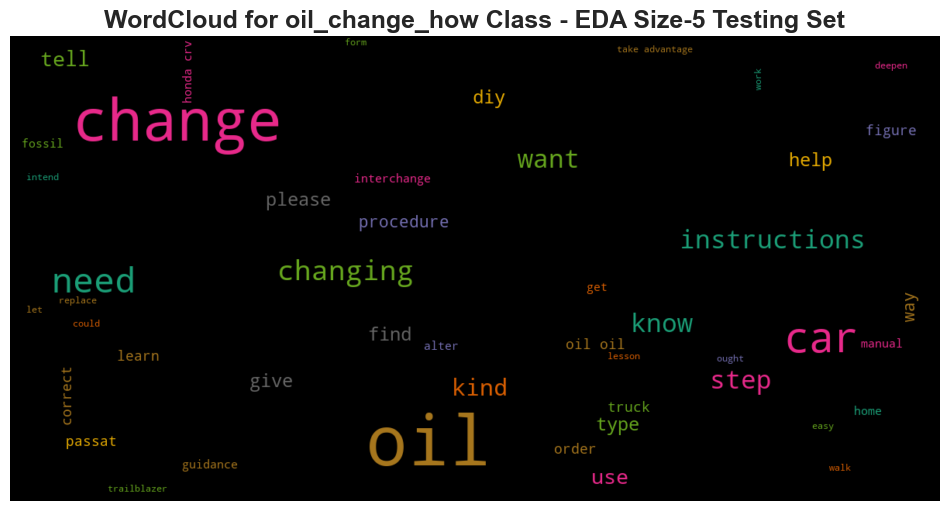 WordCloud for oil_change_how Class - EDA Size-5 Testing Set
form
take advantage
tell
honda crv
deepen
work
diy
change
figure
fossil
want
help
intend
interchange
please
procedure
instructions
changing
need
get
way
replace
let
could
know
find
car
alter
oil oil
manual
learn
lesson
ought
give
step
kind
correct
truck
home
type
easy
oil
passat
order
guidance
walk
use
trailblazer